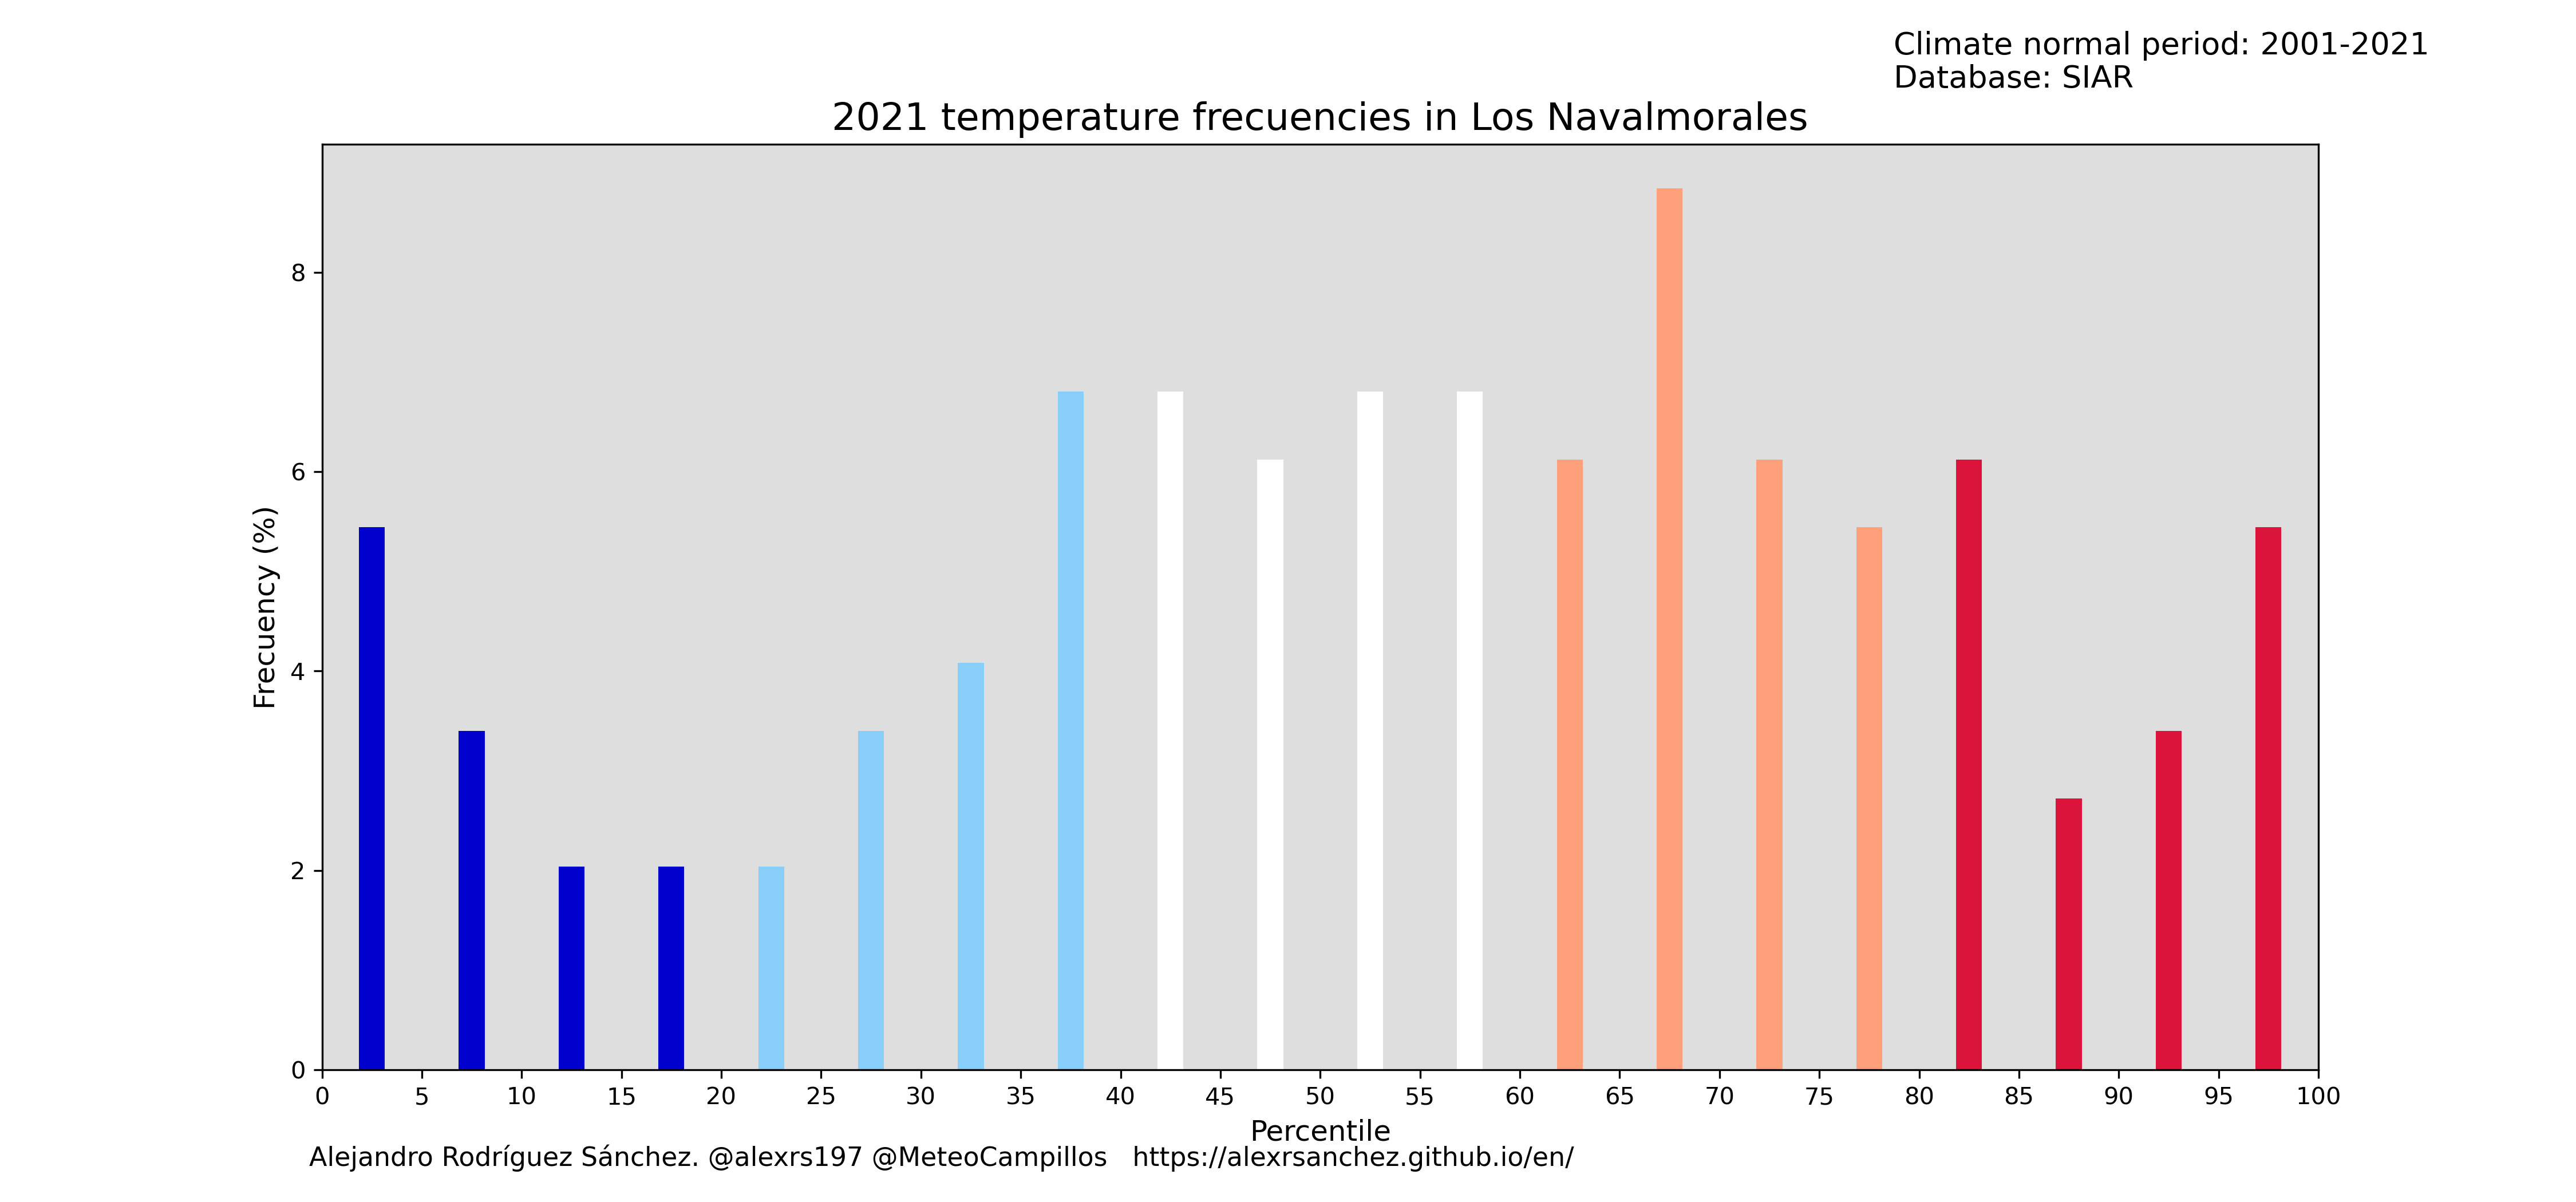 Climate normal period: 2001-2021
Database: SIAR
2021 temperature frecuencies in Los Navalmorales
Frecuency (%)
8
6
4
2
0
0 5 10 15 20 25 30 35 40 45 50 55 60 65 70 75 80 85 90 95 100
Percentile
Alejandro Rodríguez Sánchez. @alexrs197 @MeteoCampillos https://alexrsanchez.github.io/en/